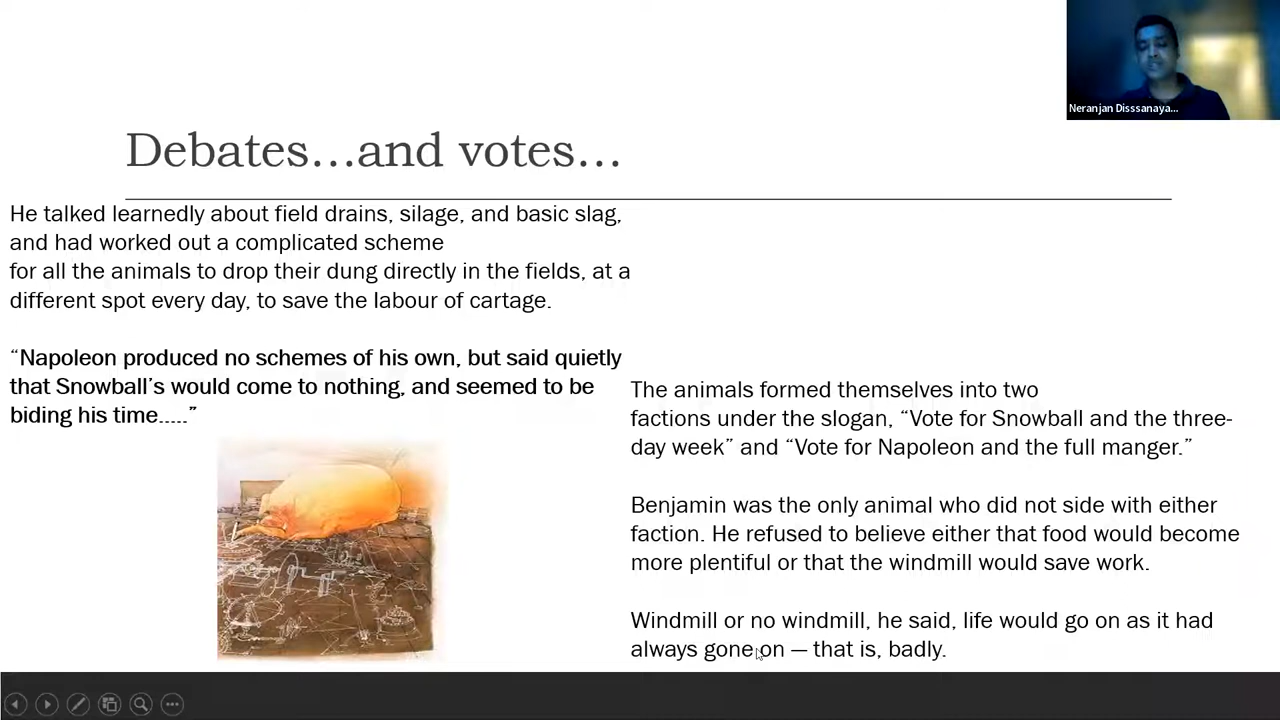 Neranjan Disssanaya...
Debates...and votes...
He talked learnedly about field drains, silage, and basic slag,
and had worked out a complicated scheme
for all the animals to drop their dung directly in the fields, at a
different spot every day, to save the labour of cartage.
“Napoleon produced no schemes of his own, but said quietly
that Snowball’s would come to nothing, and seemed to be
biding his time.....”
The animals formed themselves into two
factions under the slogan, “Vote for Snowball and the three-
day week” and “Vote for Napoleon and the full manger.”
Benjamin was the only animal who did not side with either
faction. He refused to believe either that food would become
more plentiful or that the windmill would save work.
Windmill or no windmill, he said, life would go on as it had
always gone on — that is, badly.